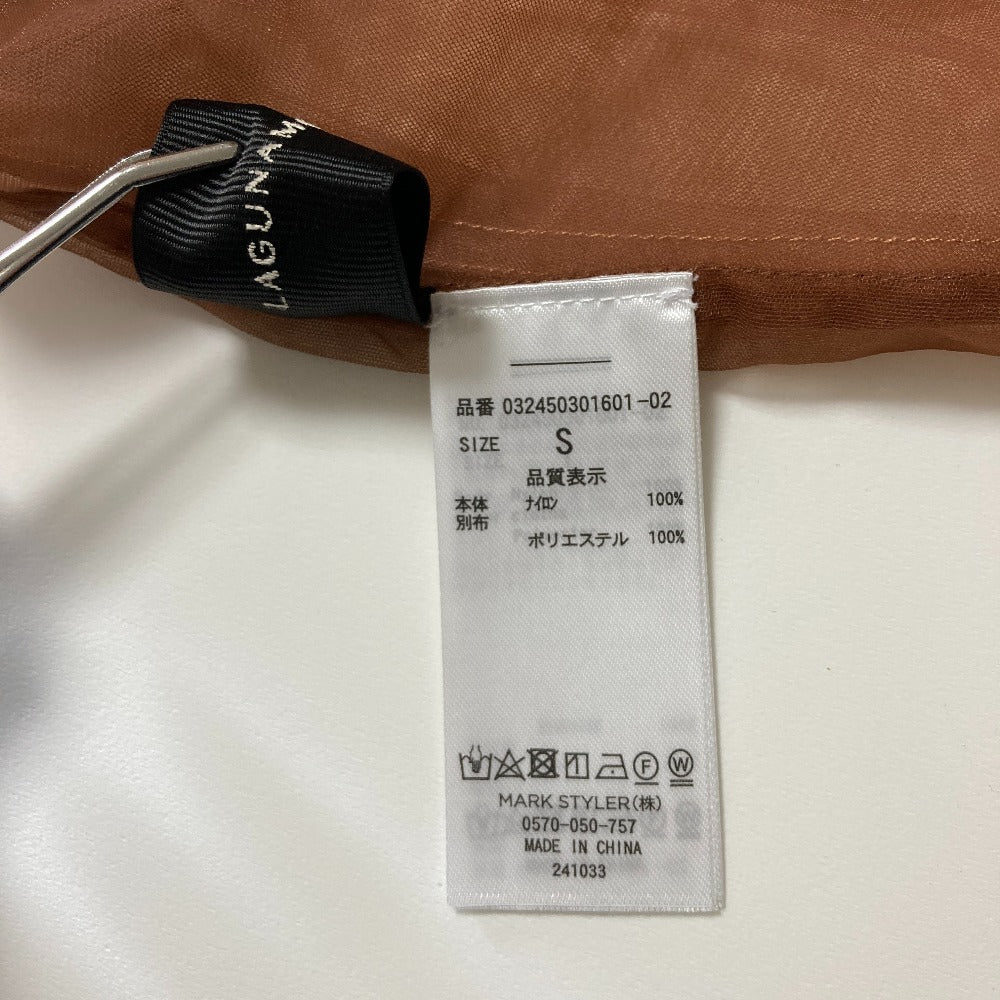 LAGUNAM
品番 032450301601-02
SIZE S
品質表示
本体 ナイロン 100%
別布
ポリエステル 100%
F W
MARK STYLER(株)
0570-050-757
MADE IN CHINA
241033